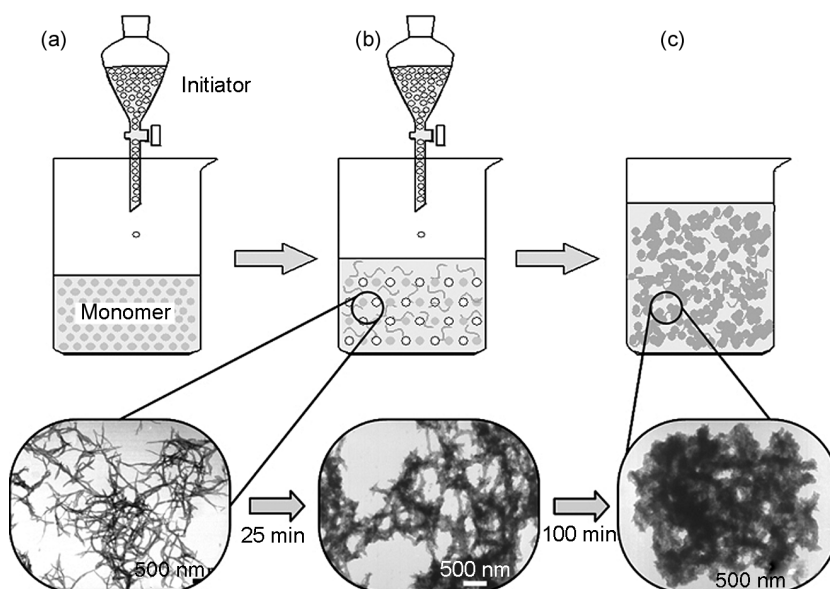 (a)
(b)
(c)
Initiator
Monomer
500 nm
25 min
500 nm
100 min
500 nm